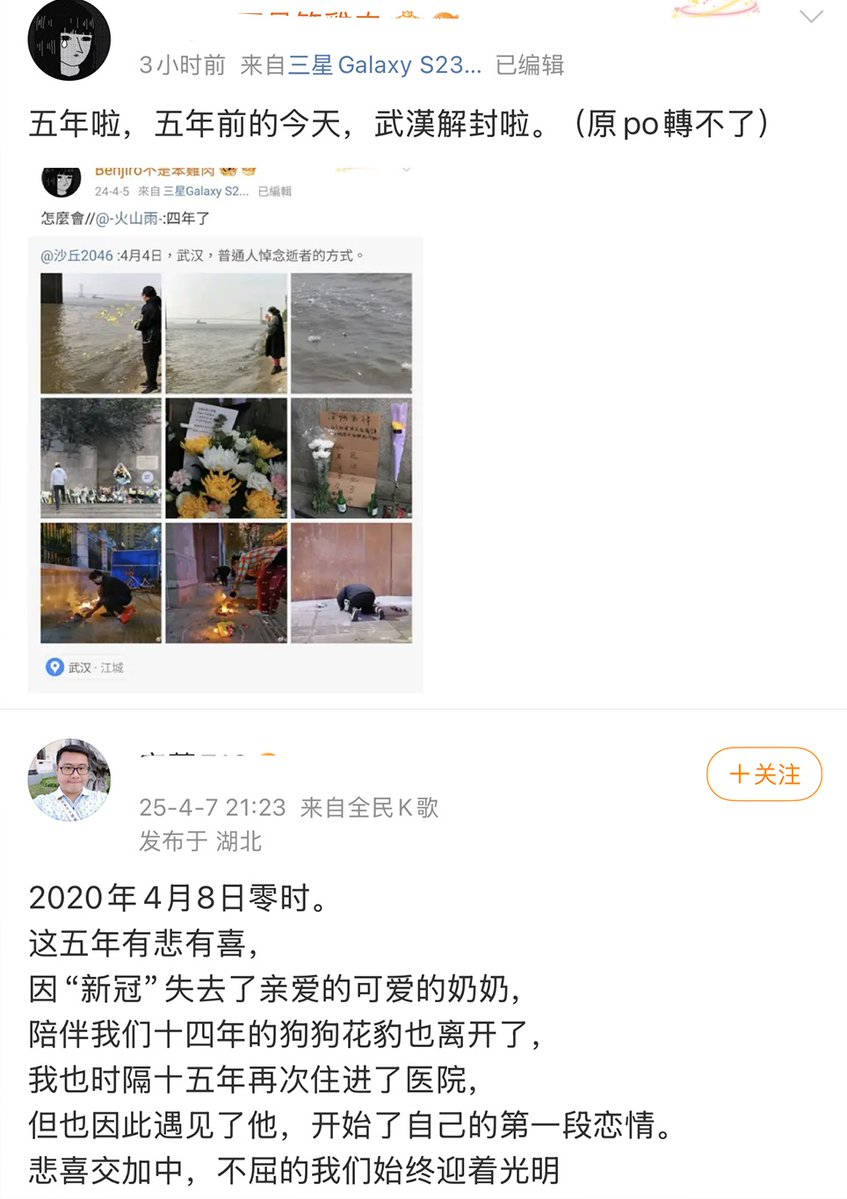 3小时前 来自三星Galaxy S23... 已编辑
五年啦，五年前的今天，武漢解封啦。（原po轉不了）
Benjiro不是笨雞肉
24-4-5 來自三星Galaxy S2... 已編輯
怎麼會//@-火山雨-:四年了
@沙丘2046 :4月4日，武汉，普通人悼念逝者的方式。
武汉·江城
+关注
25-4-7 21:23 来自全民K歌
发布于 湖北
2020年4月8日零时。
这五年有悲有喜，
因“新冠”失去了亲爱的可爱的奶奶，
陪伴我们十四年的狗狗花豹也离开了，
我也时隔十五年再次住进了医院，
但也因此遇见了他，开始了自己的第一段恋情。
悲喜交加中，不屈的我们始终迎着光明